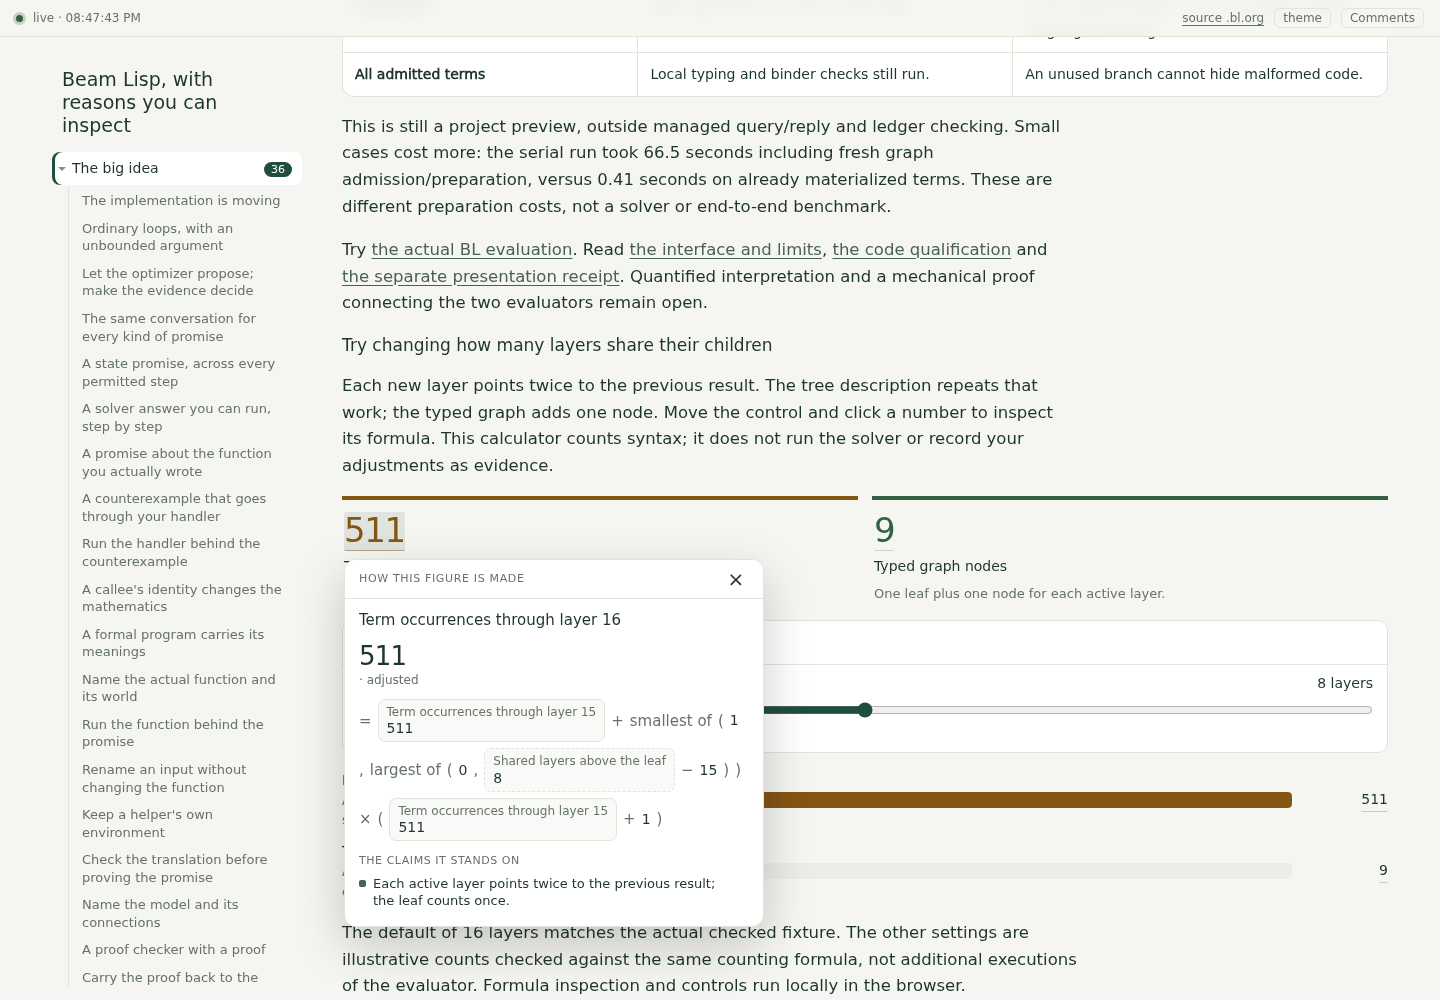 live · 08:47:43 PM
source .bl.org
theme
Comments
Beam Lisp, with
reasons you can
inspect
The big idea
36
The implementation is moving
Ordinary loops, with an
unbounded argument
Let the optimizer propose;
make the evidence decide
The same conversation for
every kind of promise
A state promise, across every
permitted step
A solver answer you can run,
step by step
A promise about the function
you actually wrote
A counterexample that goes
through your handler
Run the handler behind the
counterexample
A callee's identity changes the
mathematics
A formal program carries its
meanings
Name the actual function and
its world
Run the function behind the
promise
Rename an input without
changing the function
Keep a helper's own
environment
Check the translation before
proving the promise
Name the model and its
connections
A proof checker with a proof
Carry the proof back to the
All admitted terms
Local typing and binder checks still run.
An unused branch cannot hide malformed code.
This is still a project preview, outside managed query/reply and ledger checking. Small
cases cost more: the serial run took 66.5 seconds including fresh graph
admission/preparation, versus 0.41 seconds on already materialized terms. These are
different preparation costs, not a solver or end-to-end benchmark.
Try the actual BL evaluation. Read the interface and limits, the code qualification and
the separate presentation receipt. Quantified interpretation and a mechanical proof
connecting the two evaluators remain open.
Try changing how many layers share their children
Each new layer points twice to the previous result. The tree description repeats that
work; the typed graph adds one node. Move the control and click a number to inspect
its formula. This calculator counts syntax; it does not run the solver or record your
adjustments as evidence.
511
9
Typed graph nodes
One leaf plus one node for each active layer.
HOW THIS FIGURE IS MADE
×
Term occurrences through layer 16
511
· adjusted
= Term occurrences through layer 15
511
+ smallest of ( 1
, largest of ( 0 , Shared layers above the leaf
8
− 15 ) )
× ( Term occurrences through layer 15
511
+ 1 )
THE CLAIMS IT STANDS ON
Each active layer points twice to the previous result;
the leaf counts once.
8 layers
511
9
The default of 16 layers matches the actual checked fixture. The other settings are
illustrative counts checked against the same counting formula, not additional executions
of the evaluator. Formula inspection and controls run locally in the browser.